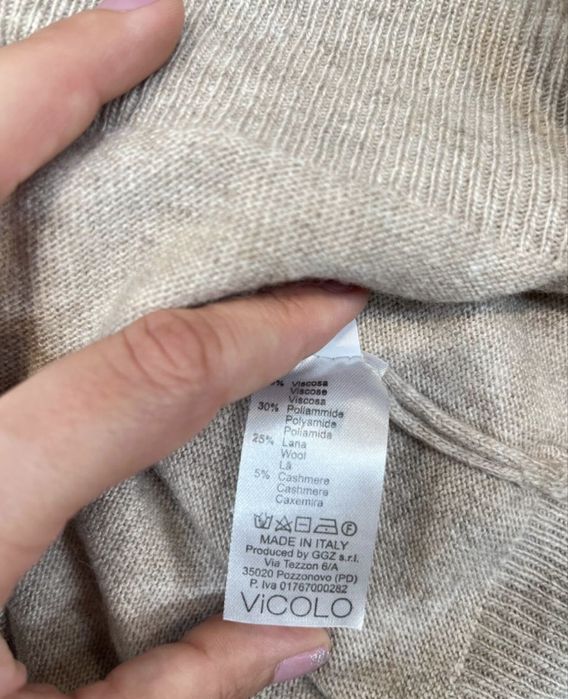 % Viscosa
Viscose
Viscosa
30% Poliammide
Polyamide
Poliamida
25% Lana
Wool
Lã
5% Cashmere
Cashmere
Caxemira
F
MADE IN ITALY
Produced by GGZ s.r.l.
Via Tezzon 6/A
35020 Pozzonovo (PD)
P. Iva 01767000282
ViCOLO